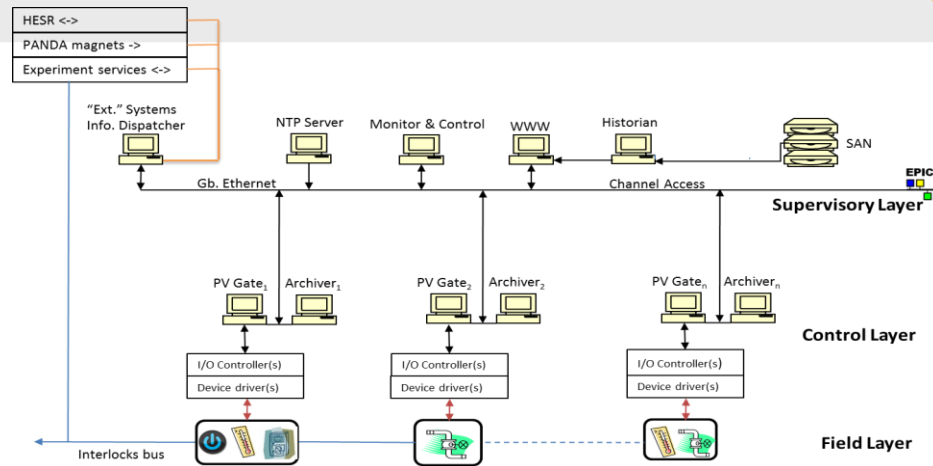 HESR <->
PANDA magnets ->
Experiment services <->
“Ext.” Systems
Info. Dispatcher
NTP Server
Monitor & Control
WWW
Historian
SAN
Gb. Ethernet
Channel Access
EPIC
Supervisory Layer
PV Gate₁
Archiver₁
PV Gate₂
Archiver₂
PV Gateₙ
Archiverₙ
Control Layer
I/O Controller(s)
Device driver(s)
I/O Controller(s)
Device driver(s)
I/O Controller(s)
Device driver(s)
Interlocks bus
Field Layer